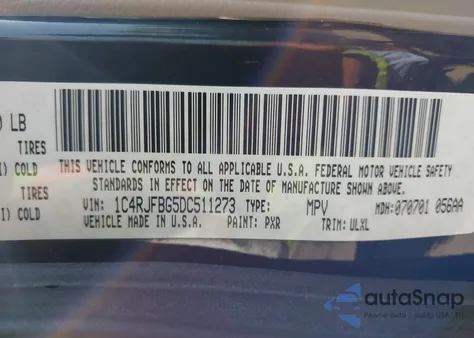 LB
TIRES
COLD
TIRES
COLD
THIS VEHICLE CONFORMS TO ALL APPLICABLE U.S.A. FEDERAL MOTOR VEHICLE SAFETY
STANDARDS IN EFFECT ON THE DATE OF MANUFACTURE SHOWN ABOVE.
VIN: 1C4RJFBG5DC511273 TYPE: MPV MDH: 070701 056AA
VEHICLE MADE IN U.S.A. PAINT: PXR TRIM: ULXL
autoSnap